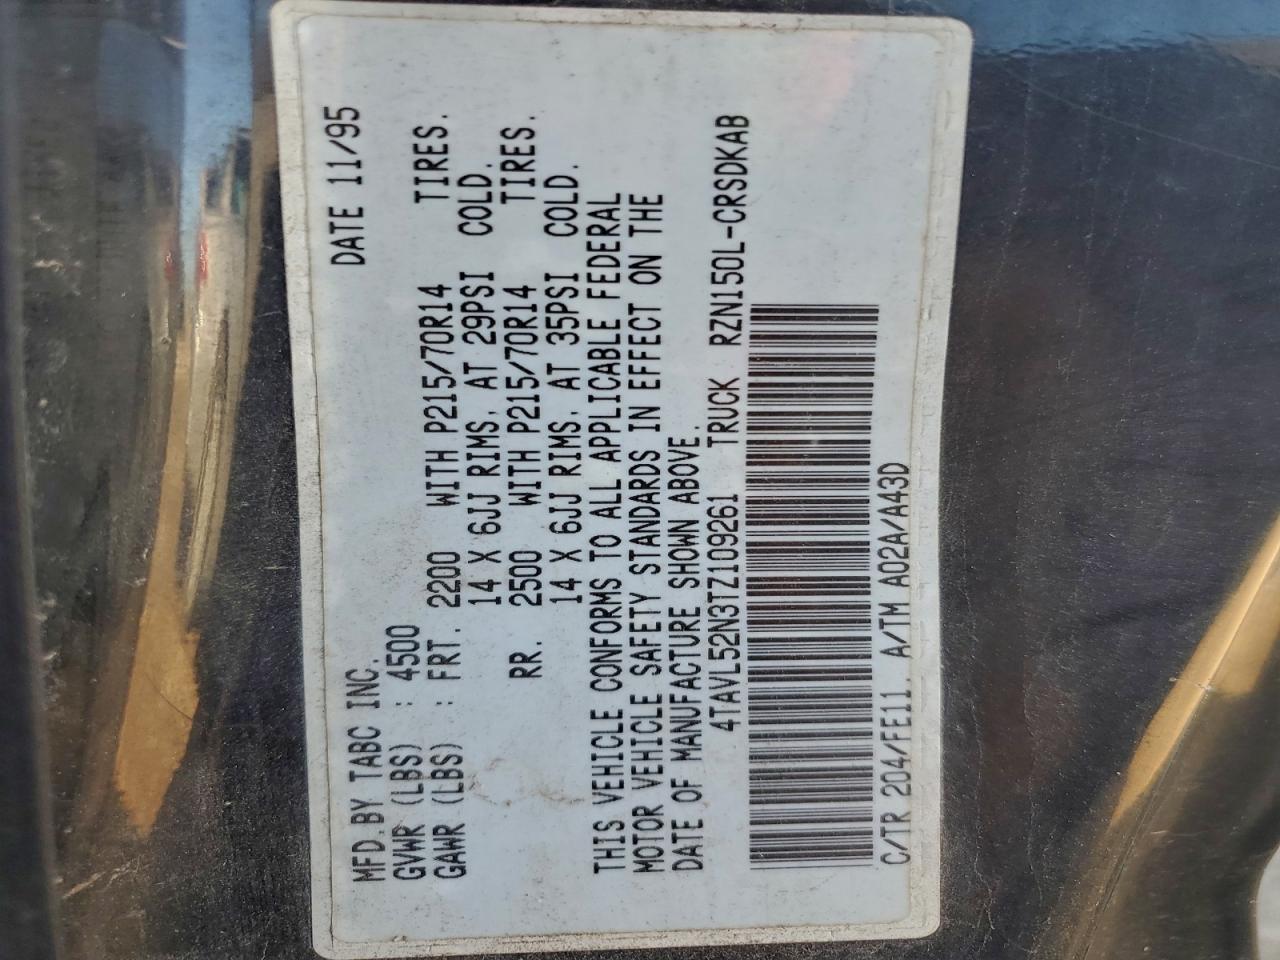 MFD.BY TABC INC. DATE 11/95
GVWR (LBS) : 4500
GAWR (LBS) : FRT. 2200 WITH P215/70R14 TIRES.
14 X 6JJ RIMS, AT 29PSI COLD.
RR. 2500 WITH P215/70R14 TIRES.
14 X 6JJ RIMS, AT 35PSI COLD.
THIS VEHICLE CONFORMS TO ALL APPLICABLE FEDERAL
MOTOR VEHICLE SAFETY STANDARDS IN EFFECT ON THE
DATE OF MANUFACTURE SHOWN ABOVE.
4TAVL52N3TZ109261 TRUCK RZN150L-CRSDKAB
C/TR 204/FE11. A/TM A02A/A43D